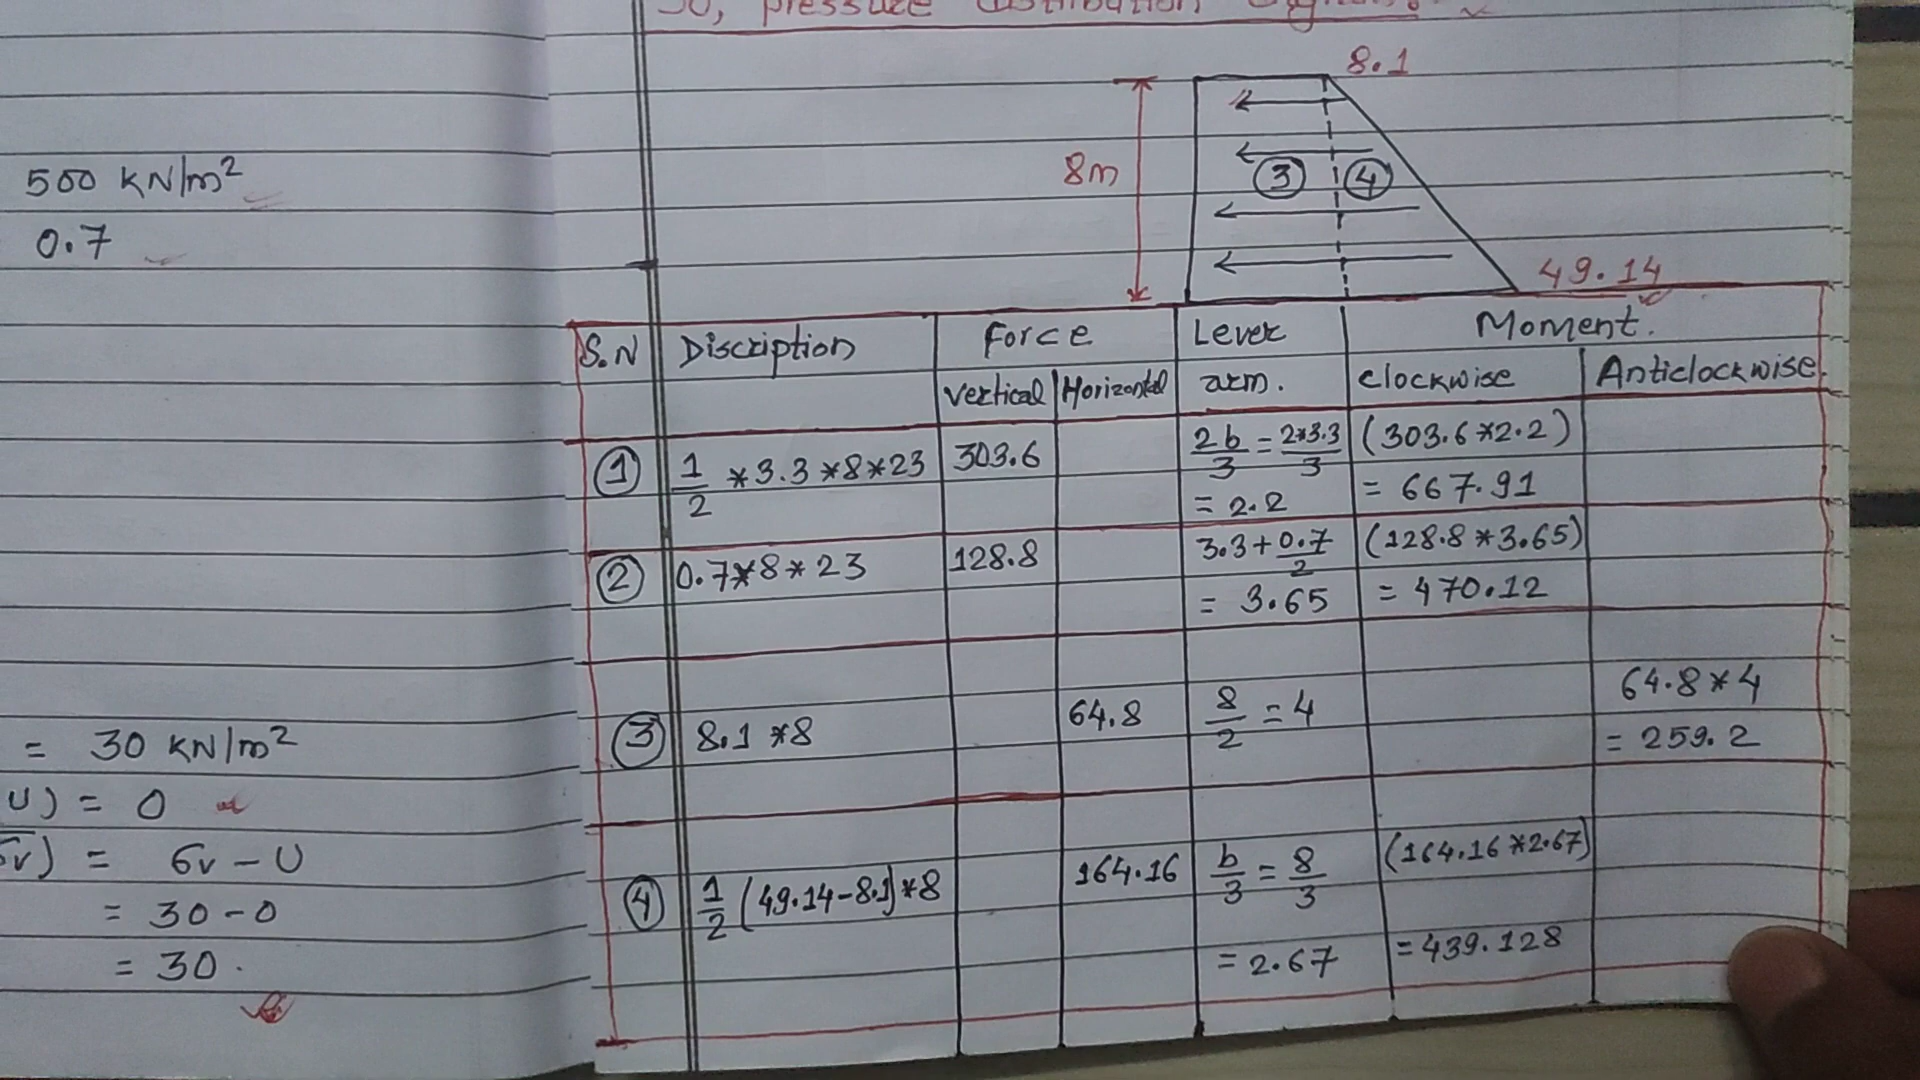 50, pressure distribution
500 kN/m²
0.7
= 30 kN/m²
U) = 0
= σv - U
= 30 - 0
= 30.
8.1
8m
3 4
49.14
S.N Discription Force Lever Moment.
Vertical Horizontal arm. Clockwise Anticlockwise
1 1/2 *3.3*8*23 303.6 2b/3 = 2*3.3/3 (303.6*2.2)
= 2.2 = 667.91
2 0.7*8*23 128.8 3.3+0.7/2 (128.8*3.65)
= 3.65 = 470.12
64.8*4
3 8.1*8 64.8 8/2 = 4 = 259.2
4 1/2 (49.14-8.1)*8 164.16 b/3 = 8/3 (164.16*2.67)
= 2.67 = 439.128